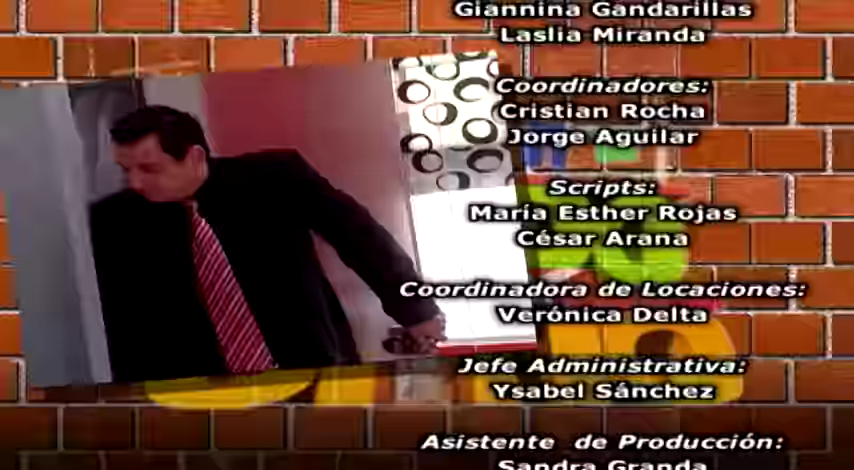 Giannina Gandarillas
Laslia Miranda
Coordinadores:
Cristian Rocha
Jorge Aguilar
Scripts:
María Esther Rojas
César Arana
Coordinadora de Locaciones:
Verónica Delta
Jefe Administrativa:
Ysabel Sánchez
Asistente de Producción:
Sandra Granda